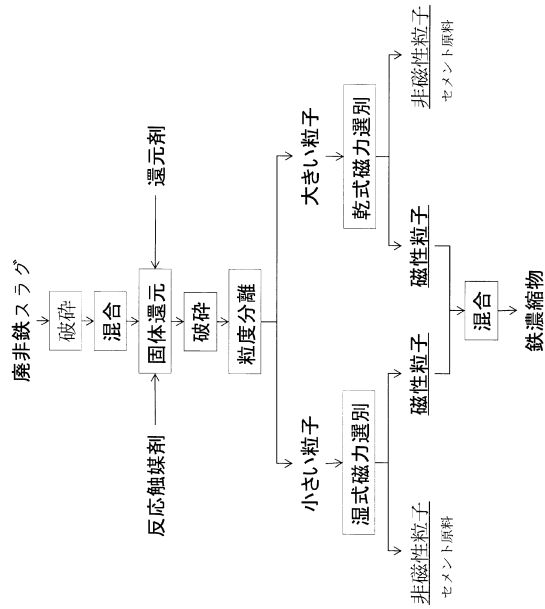 廃非鉄スラグ
破砕
混合
反応触媒剤
固体還元
還元剤
破砕
粒度分離
小さい粒子
大きい粒子
湿式磁力選別
乾式磁力選別
非磁性粒子
セメント原料
磁性粒子
磁性粒子
非磁性粒子
セメント原料
混合
鉄濃縮物